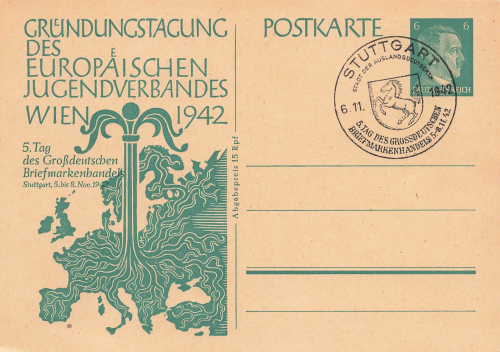 GRÜNDUNGSTAGUNG
DES
EUROPÄISCHEN
JUGENDVERBANDES
WIEN 1942
5. Tag
des Großdeutschen
Briefmarkenhandels
Stuttgart, 5. bis 8. Nov. 1942
Abgabepreis 15 Rpf
POSTKARTE
6 6
DEUTSCHES REICH
STUTTGART
STADT DER AUSLANDSDEUTSCHEN
6.11.
5. TAG DES GROSSDEUTSCHEN
BRIEFMARKENHANDELS 5.-8.11.42